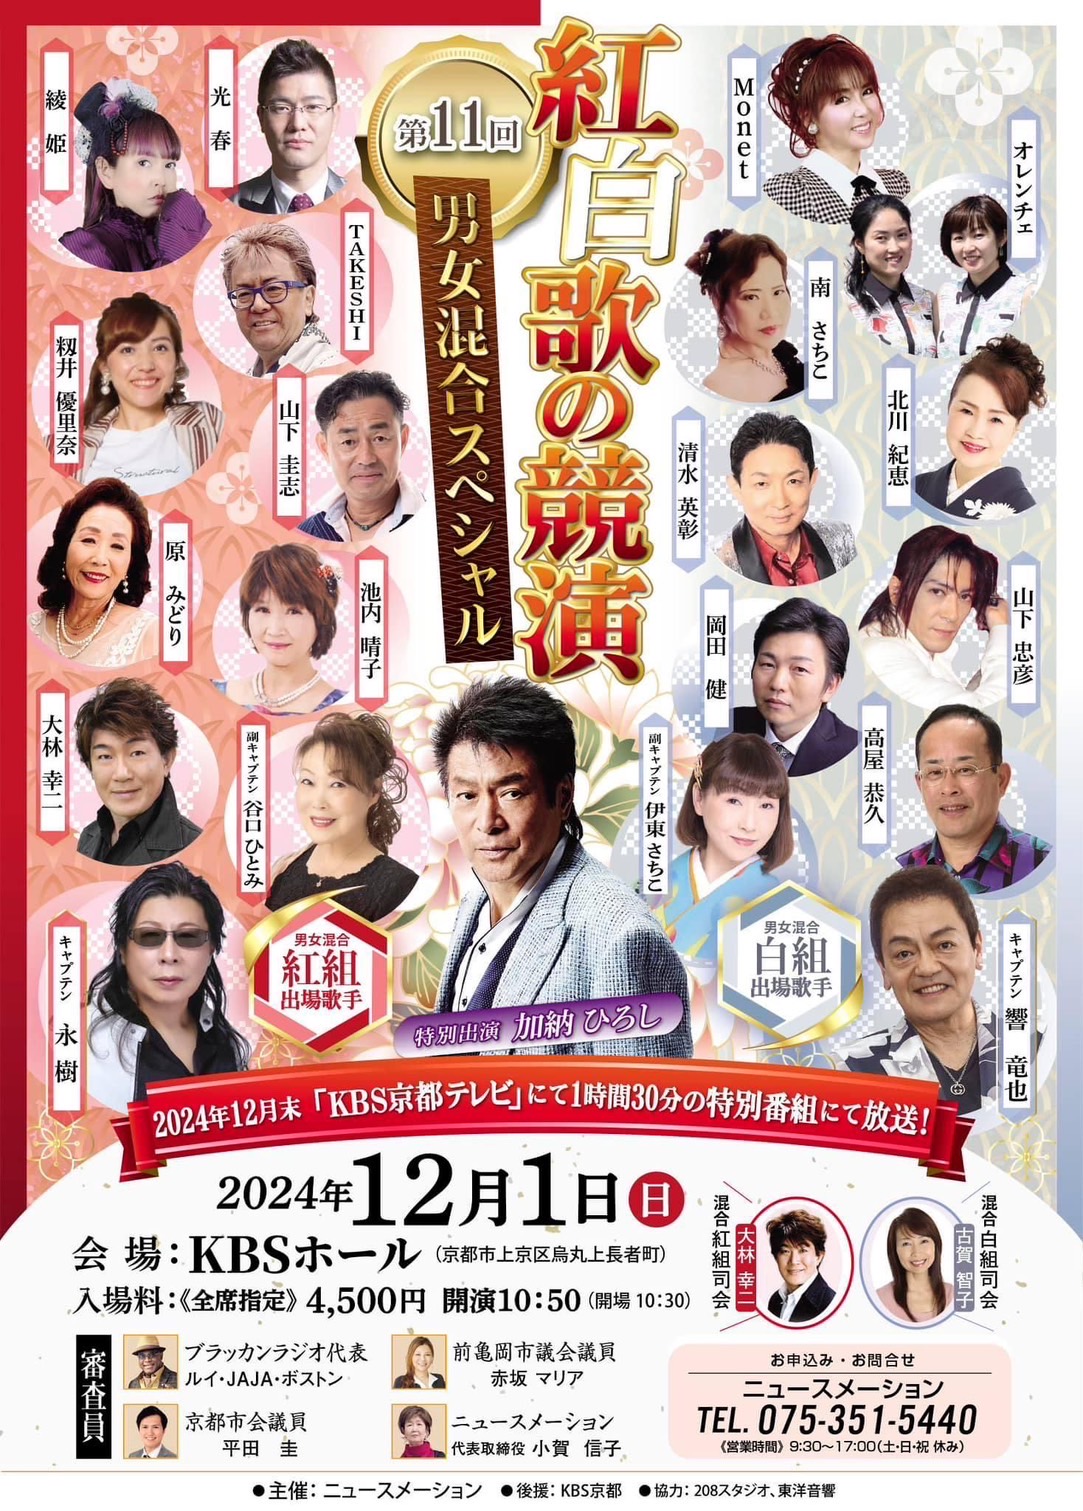 第11回
紅白歌の競演
男女混合スペシャル
綾姫
光春
TAKESHI
籾井 優里奈
山下 圭志
原 みどり
池内 晴子
大林 幸二
副キャプテン 谷口 ひとみ
キャプテン 永樹
Monet
オレンチェ
南 さちこ
北川 紀恵
清水 英彰
山下 忠彦
岡田 健
高屋 恭久
副キャプテン 伊東 さちこ
キャプテン 響 竜也
男女混合
紅組
出場歌手
男女混合
白組
出場歌手
特別出演 加納 ひろし
2024年12月末「KBS京都テレビ」にて1時間30分の特別番組にて放送!
2024年12月1日 日
会場:KBSホール(京都市上京区烏丸上長者町)
入場料:《全席指定》4,500円 開演10:50(開場 10:30)
混合紅組司会
大林 幸二
混合白組司会
古賀 智子
審査員
ブラッカンラジオ代表
ルイ・JAJA・ボストン
前亀岡市議会議員
赤坂 マリア
京都市会議員
平田 圭
ニュースメーション
代表取締役 小賀 信子
お申込み・お問合せ
ニュースメーション
TEL. 075-351-5440
《営業時間》9:30〜17:00(土・日・祝 休み)
●主催:ニュースメーション ●後援:KBS京都 ●協力:208スタジオ、東洋音響